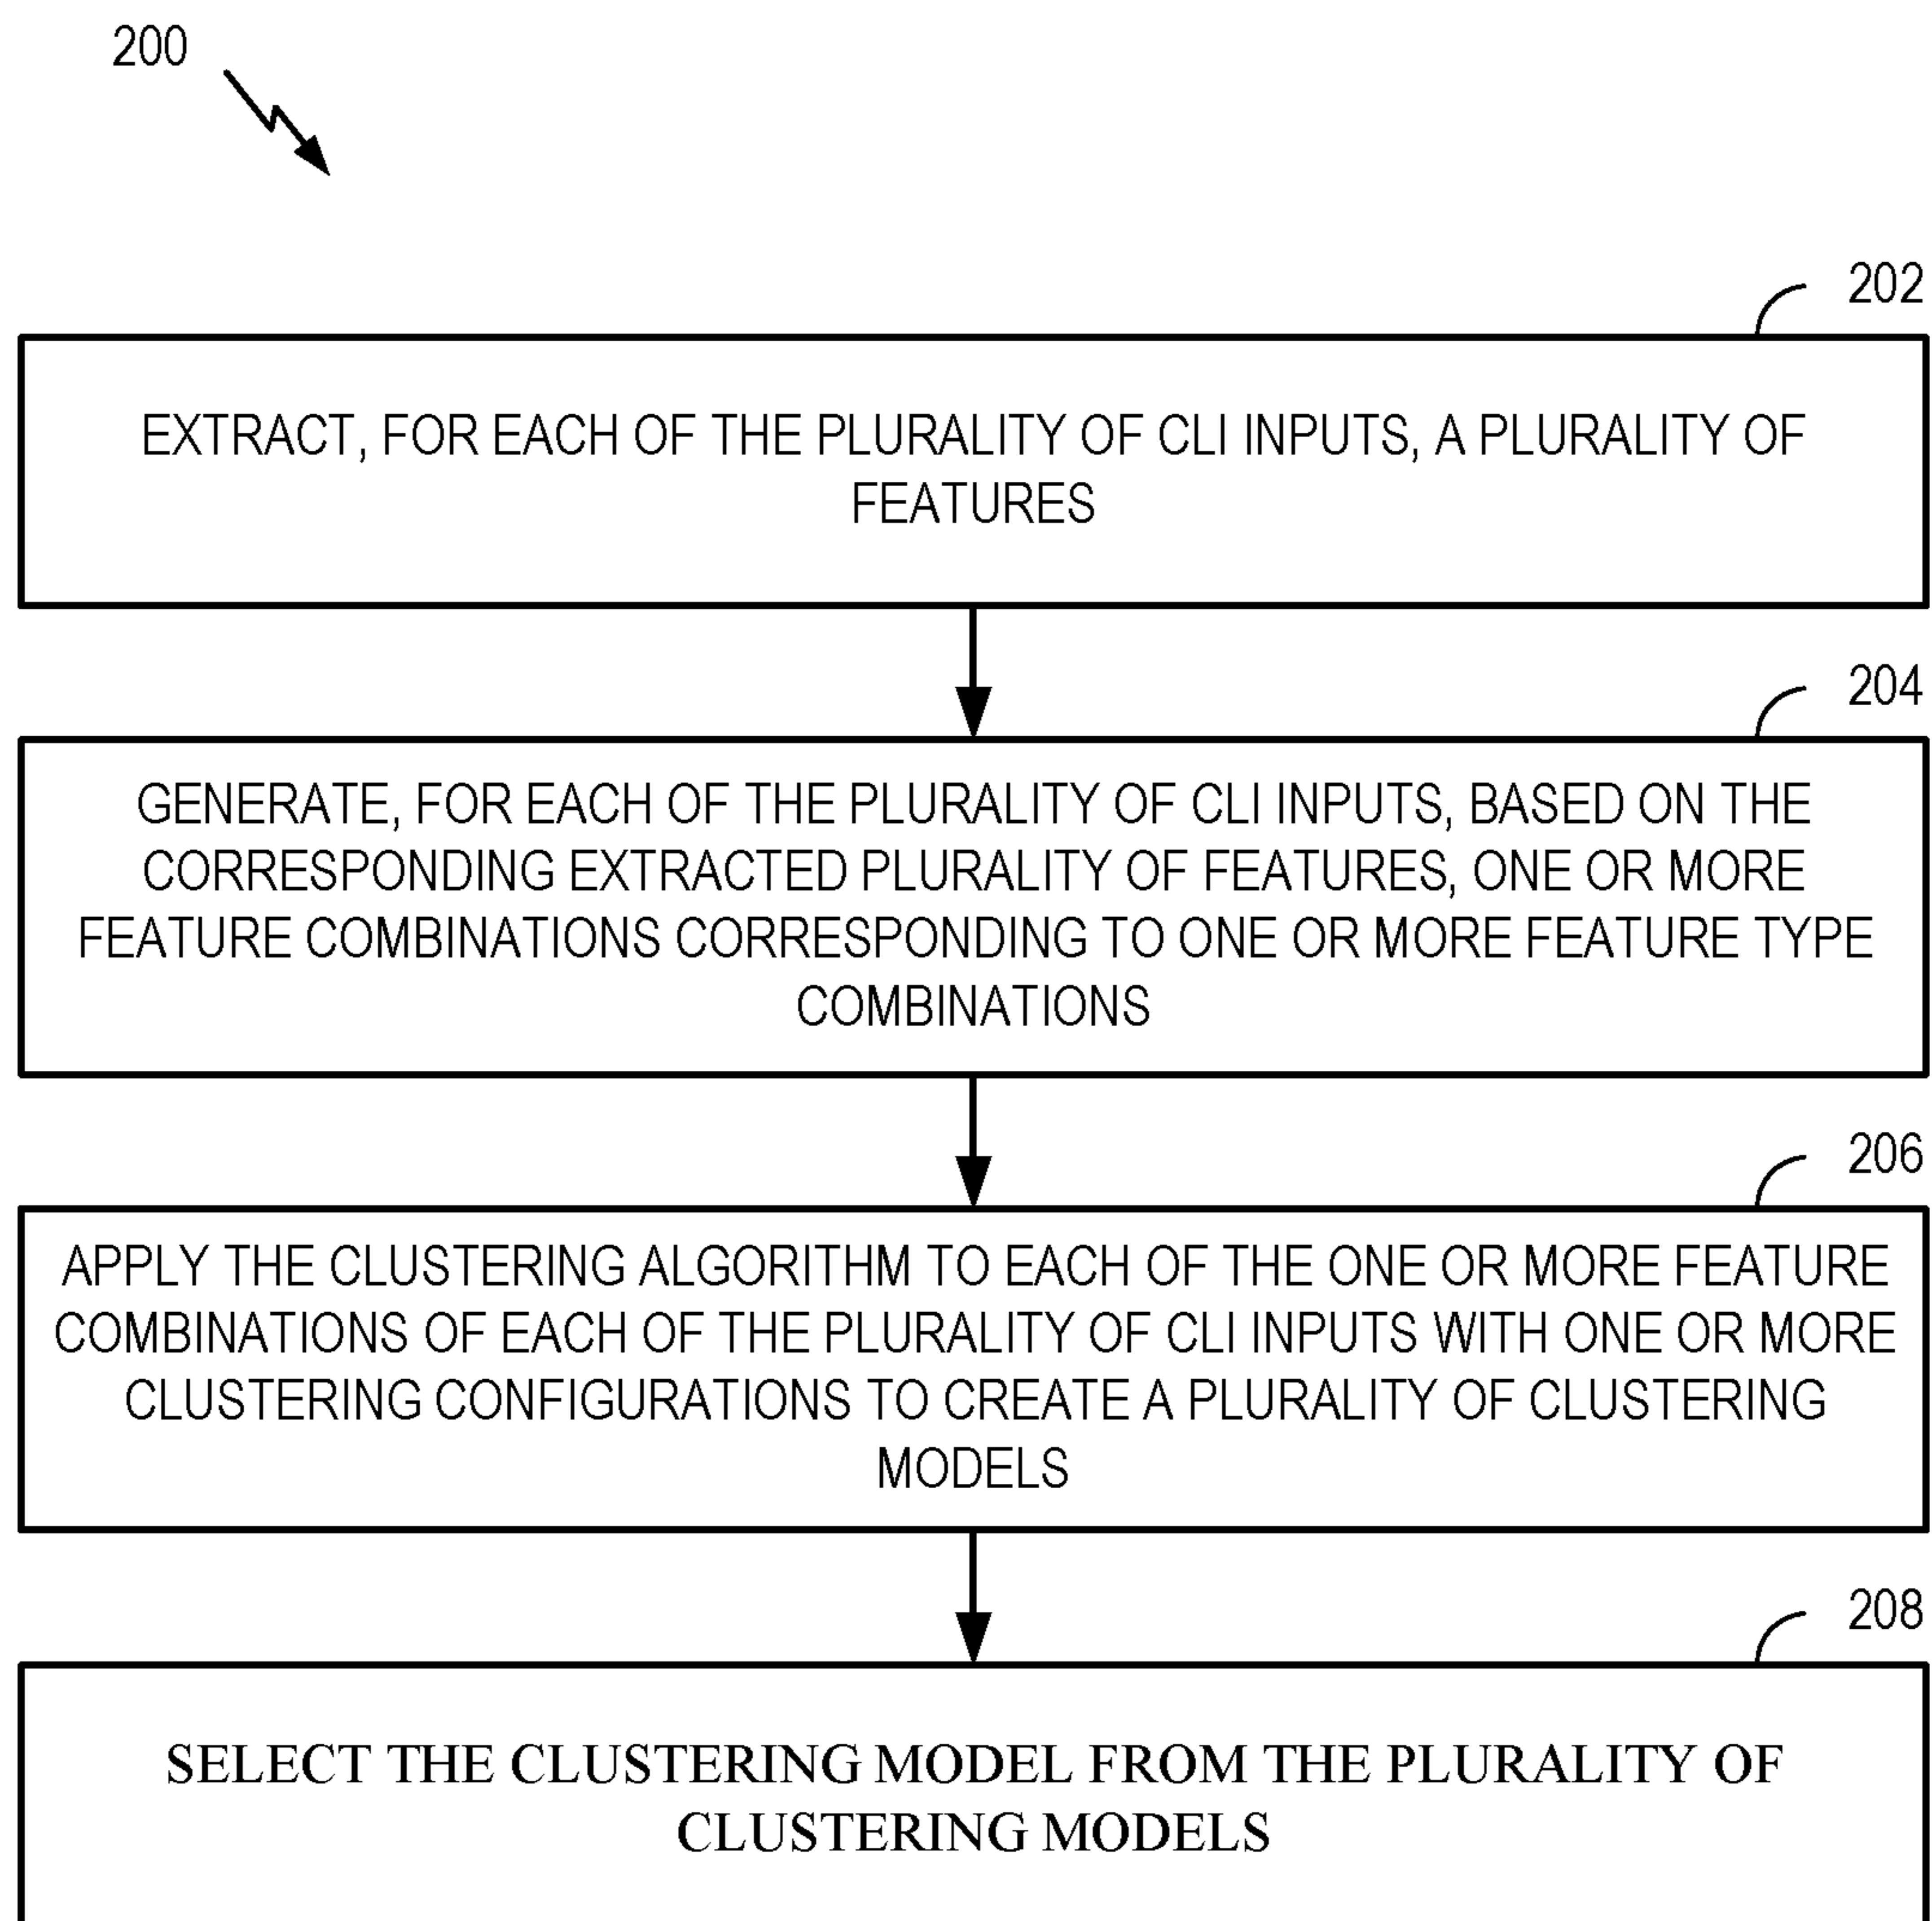 200
202
EXTRACT, FOR EACH OF THE PLURALITY OF CLI INPUTS, A PLURALITY OF
FEATURES
204
GENERATE, FOR EACH OF THE PLURALITY OF CLI INPUTS, BASED ON THE
CORRESPONDING EXTRACTED PLURALITY OF FEATURES, ONE OR MORE
FEATURE COMBINATIONS CORRESPONDING TO ONE OR MORE FEATURE TYPE
COMBINATIONS
206
APPLY THE CLUSTERING ALGORITHM TO EACH OF THE ONE OR MORE FEATURE
COMBINATIONS OF EACH OF THE PLURALITY OF CLI INPUTS WITH ONE OR MORE
CLUSTERING CONFIGURATIONS TO CREATE A PLURALITY OF CLUSTERING
MODELS
208
SELECT THE CLUSTERING MODEL FROM THE PLURALITY OF
CLUSTERING MODELS